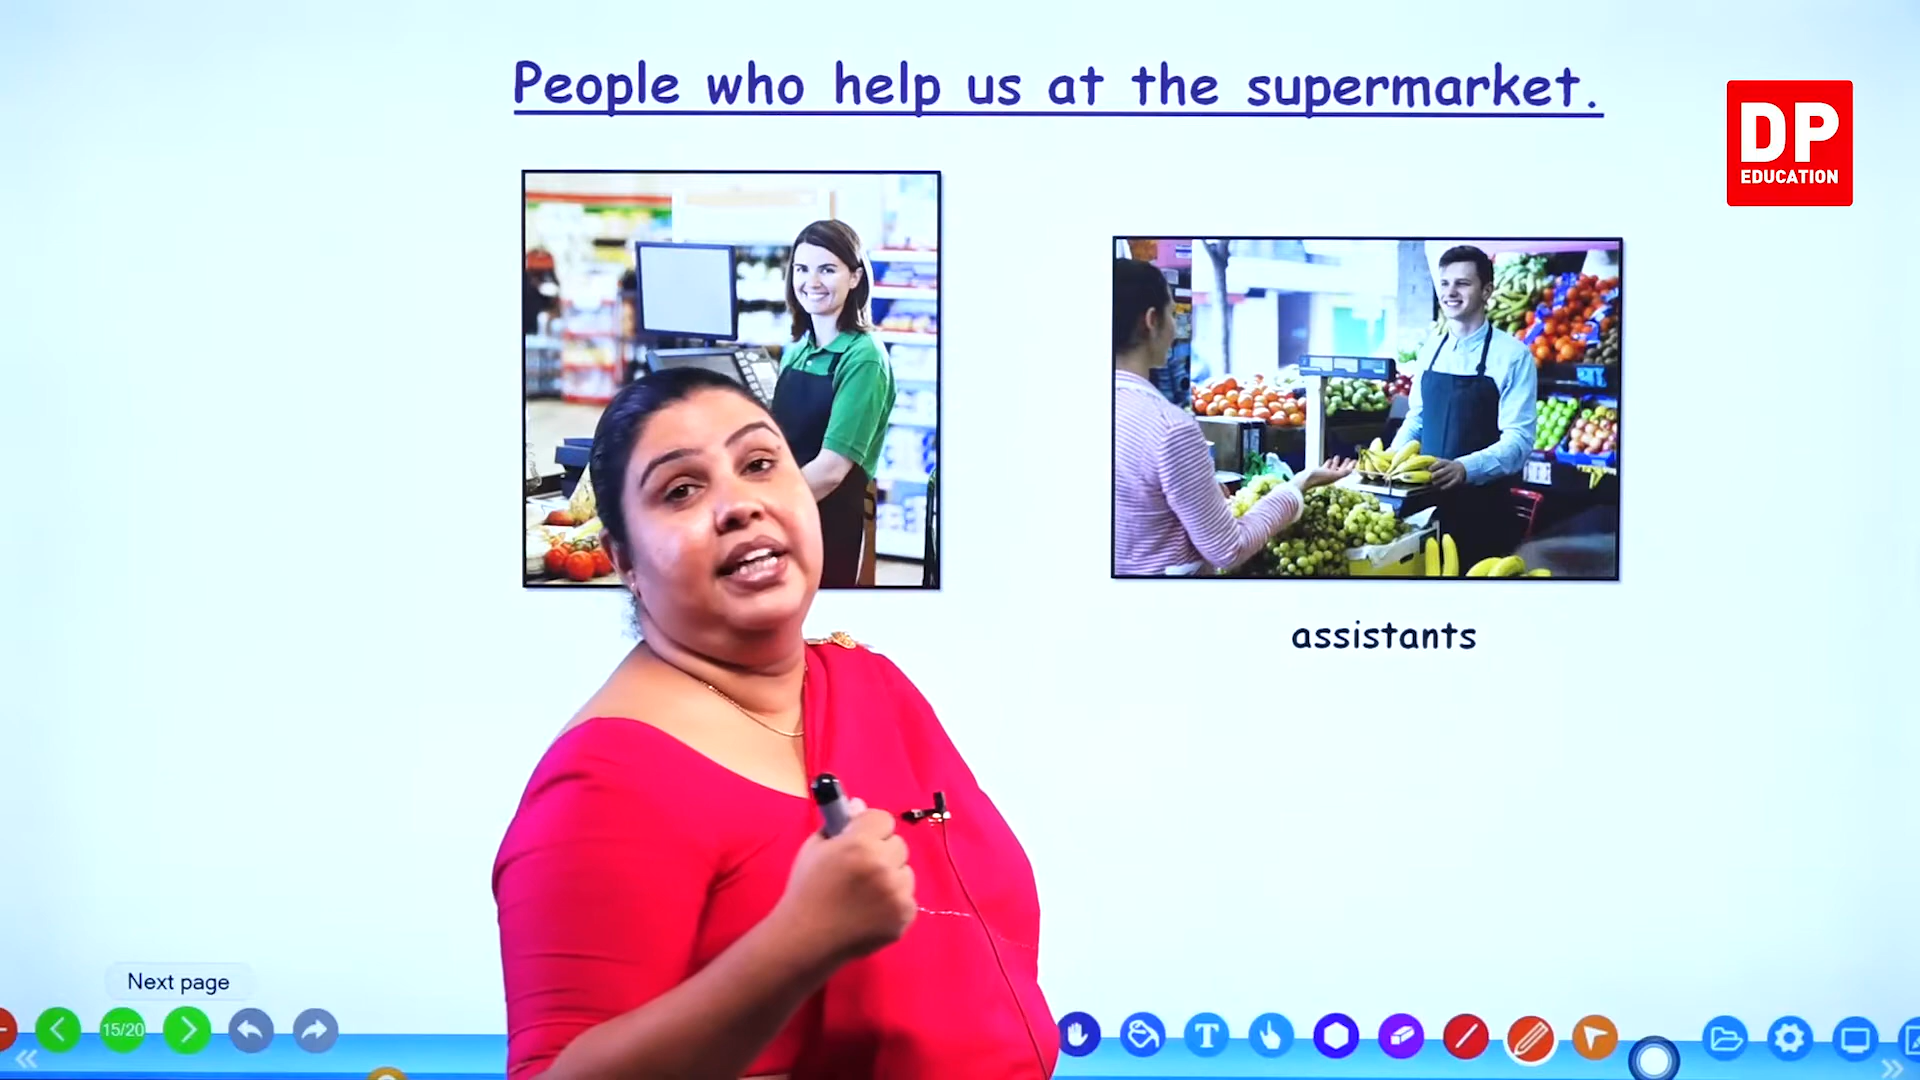 People who help us at the supermarket.
DP
EDUCATION
assistants
Next page
15/20
T